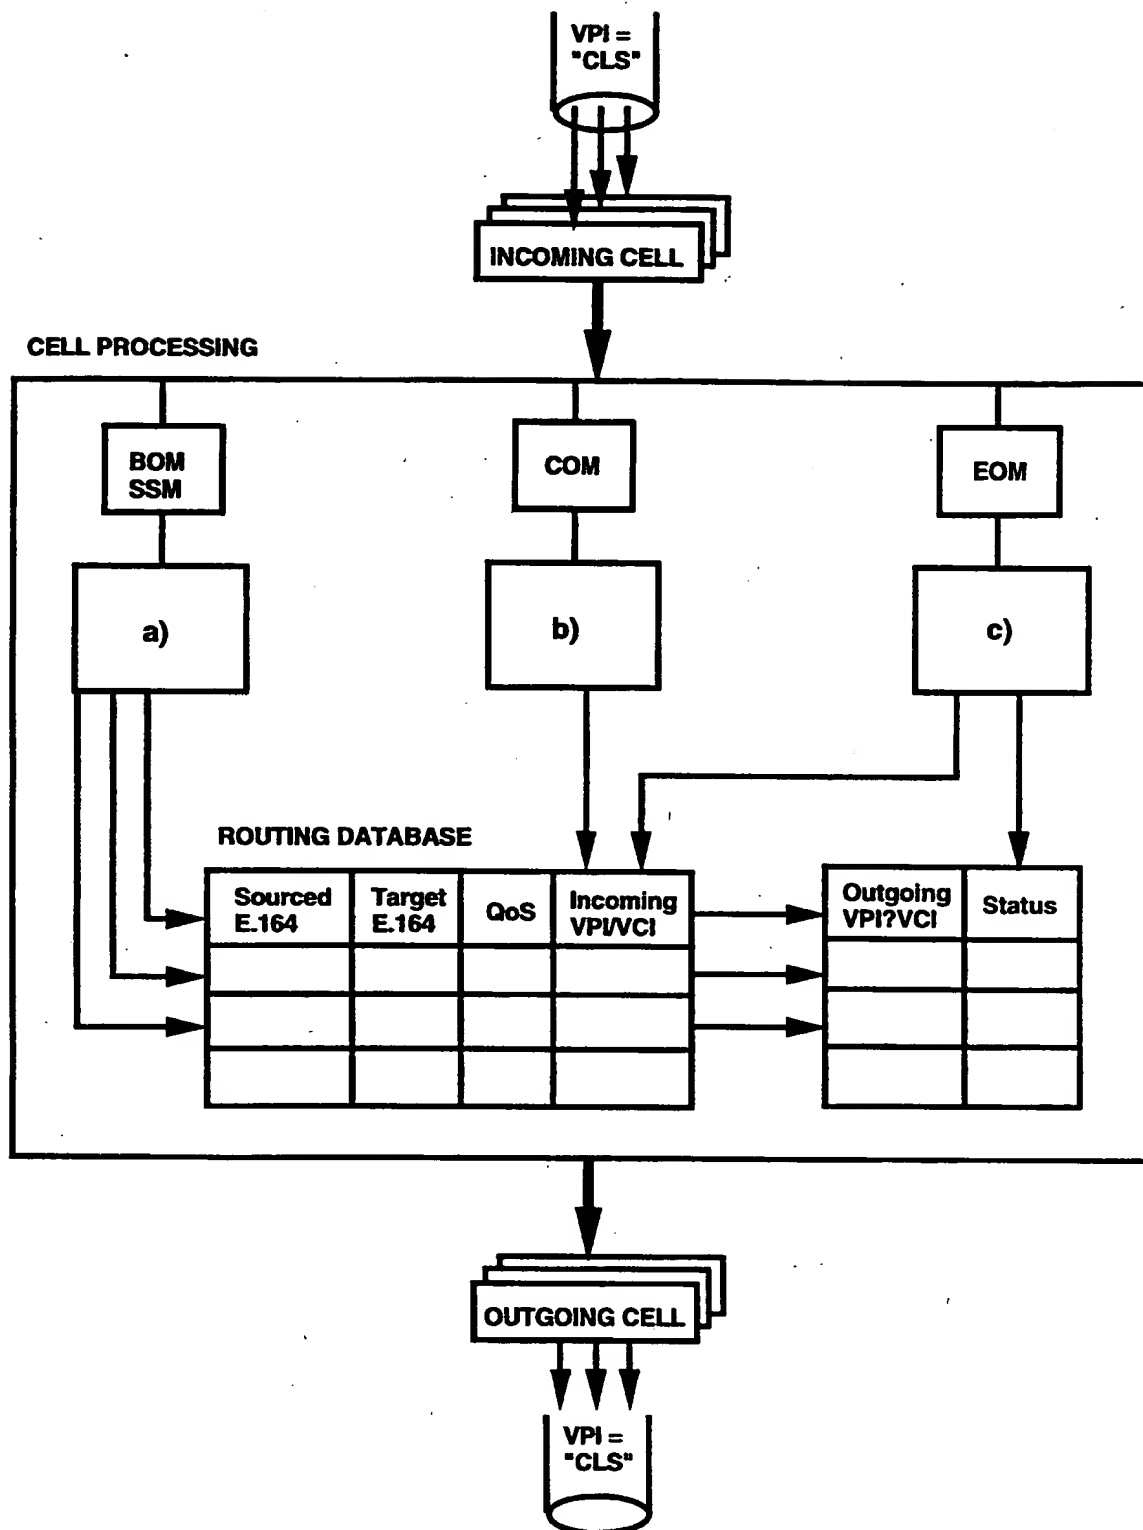 VPI =
"CLS"
INCOMING CELL
CELL PROCESSING
BOM
SSM
COM
EOM
a)
b)
c)
ROUTING DATABASE
Sourced
E.164
Target
E.164
QoS
Incoming
VPI/VCI
Outgoing
VPI?VCI
Status
OUTGOING CELL
VPI =
"CLS"